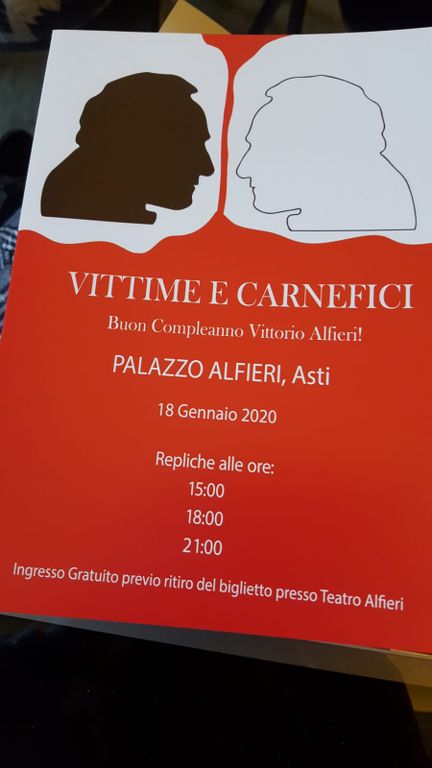 VITTIME E CARNEFICI
Buon Compleanno Vittorio Alfieri!
PALAZZO ALFIERI, Asti
18 Gennaio 2020
Repliche alle ore:
15:00
18:00
21:00
Ingresso Gratuito previo ritiro del biglietto presso Teatro Alfieri